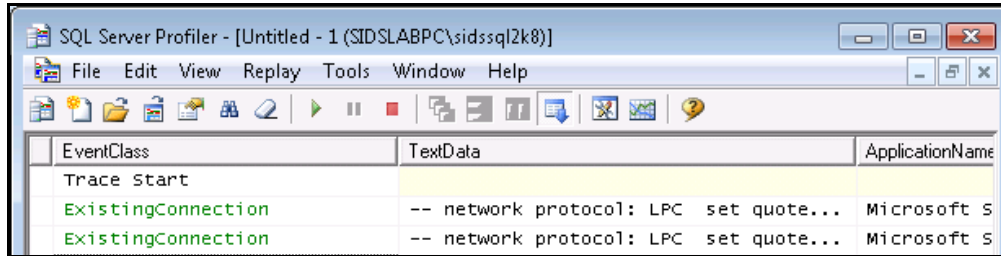 SQL Server Profiler - [Untitled - 1 (SIDSLABPC\sidssql2k8)]
File Edit View Replay Tools Window Help
EventClass TextData ApplicationName
Trace Start
ExistingConnection -- network protocol: LPC set quote... Microsoft S
ExistingConnection -- network protocol: LPC set quote... Microsoft S